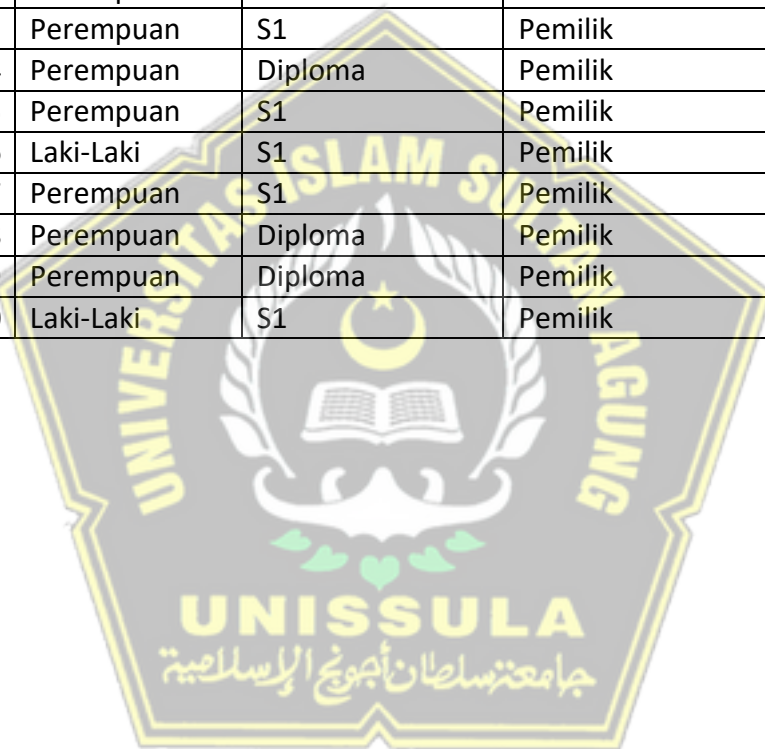 Perempuan S1 Pemilik
Perempuan Diploma Pemilik
Perempuan S1 Pemilik
Laki-Laki S1 Pemilik
Perempuan S1 Pemilik
Perempuan Diploma Pemilik
Perempuan Diploma Pemilik
Laki-Laki S1 Pemilik
UNIVERSITAS ISLAM SULTAN AGUNG
UNISSULA
جامعة سلطان أجونج الإسلامية